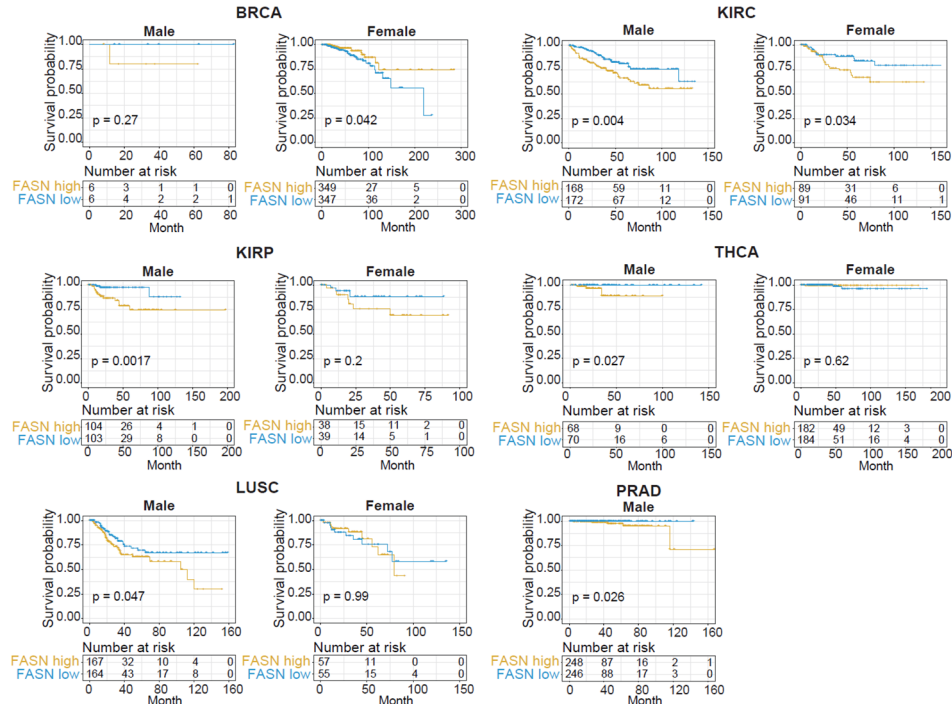 BRCA
Male
Survival probability
1.00
0.75
0.50
0.25
0.00
p = 0.27
0 20 40 60 80
Number at risk
FASN high 6 3 1 1 0
FASN low 6 4 2 2 1
0 20 40 60 80
Month
Female
Survival probability
1.00
0.75
0.50
0.25
0.00
p = 0.042
0 100 200 300
Number at risk
FASN high 349 27 5 0
FASN low 347 36 2 0
0 100 200 300
Month
KIRC
Male
Survival probability
1.00
0.75
0.50
0.25
0.00
p = 0.004
0 50 100 150
Number at risk
FASN high 168 59 11 0
FASN low 172 67 12 0
0 50 100 150
Month
Female
Survival probability
1.00
0.75
0.50
0.25
0.00
p = 0.034
0 50 100 150
Number at risk
FASN high 89 31 6 0
FASN low 91 46 11 1
0 50 100 150
Month
KIRP
Male
Survival probability
1.00
0.75
0.50
0.25
0.00
p = 0.0017
0 50 100 150 200
Number at risk
FASN high 104 26 4 1 0
FASN low 103 29 8 0 0
0 50 100 150 200
Month
Female
Survival probability
1.00
0.75
0.50
0.25
0.00
p = 0.2
0 25 50 75 100
Number at risk
FASN high 38 15 11 2 0
FASN low 39 14 5 1 0
0 25 50 75 100
Month
THCA
Male
Survival probability
1.00
0.75
0.50
0.25
0.00
p = 0.027
0 50 100 150
Number at risk
FASN high 68 9 0 0
FASN low 70 16 6 0
0 50 100 150
Month
Female
Survival probability
1.00
0.75
0.50
0.25
0.00
p = 0.62
0 50 100 150 200
Number at risk
FASN high 182 49 12 3 0
FASN low 184 51 16 4 0
0 50 100 150 200
Month
LUSC
Male
Survival probability
1.00
0.75
0.50
0.25
0.00
p = 0.047
0 40 80 120 160
Number at risk
FASN high 167 32 10 4 0
FASN low 164 43 17 8 0
0 40 80 120 160
Month
Female
Survival probability
1.00
0.75
0.50
0.25
0.00
p = 0.99
0 50 100 150
Number at risk
FASN high 57 11 0 0
FASN low 55 15 4 0
0 50 100 150
Month
PRAD
Male
Survival probability
1.00
0.75
0.50
0.25
0.00
p = 0.026
0 40 80 120 160
Number at risk
FASN high 248 87 16 2 1
FASN low 246 88 17 3 0
0 40 80 120 160
Month